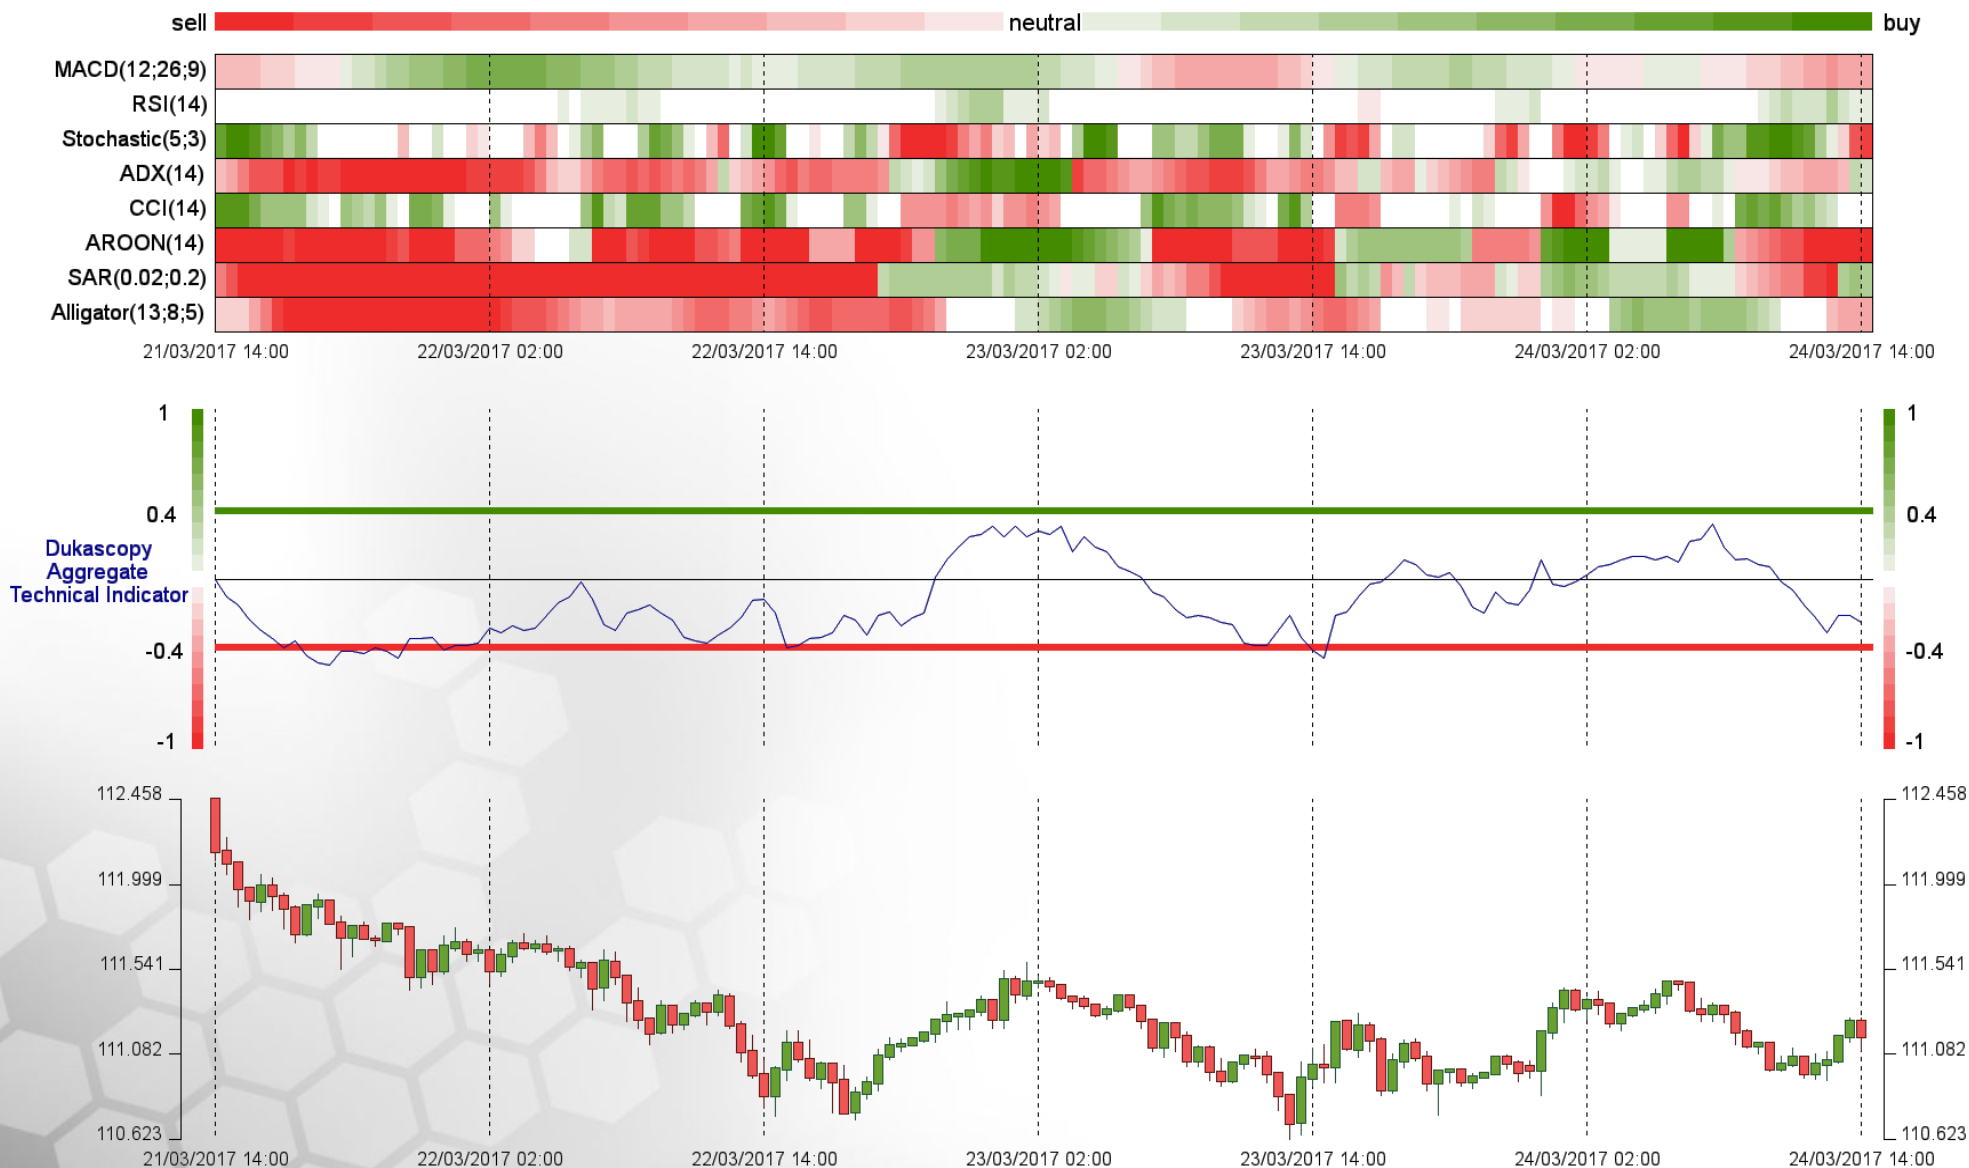 sell neutral buy
MACD(12;26;9)
RSI(14)
Stochastic(5;3)
ADX(14)
CCI(14)
AROON(14)
SAR(0.02;0.2)
Alligator(13;8;5)
21/03/2017 14:00 22/03/2017 02:00 22/03/2017 14:00 23/03/2017 02:00 23/03/2017 14:00 24/03/2017 02:00 24/03/2017 14:00
1 1
0.4 0.4
Dukascopy
Aggregate
Technical Indicator
-0.4 -0.4
-1 -1
112.458 112.458
111.999 111.999
111.541 111.541
111.082 111.082
110.623 110.623
21/03/2017 14:00 22/03/2017 02:00 22/03/2017 14:00 23/03/2017 02:00 23/03/2017 14:00 24/03/2017 02:00 24/03/2017 14:00